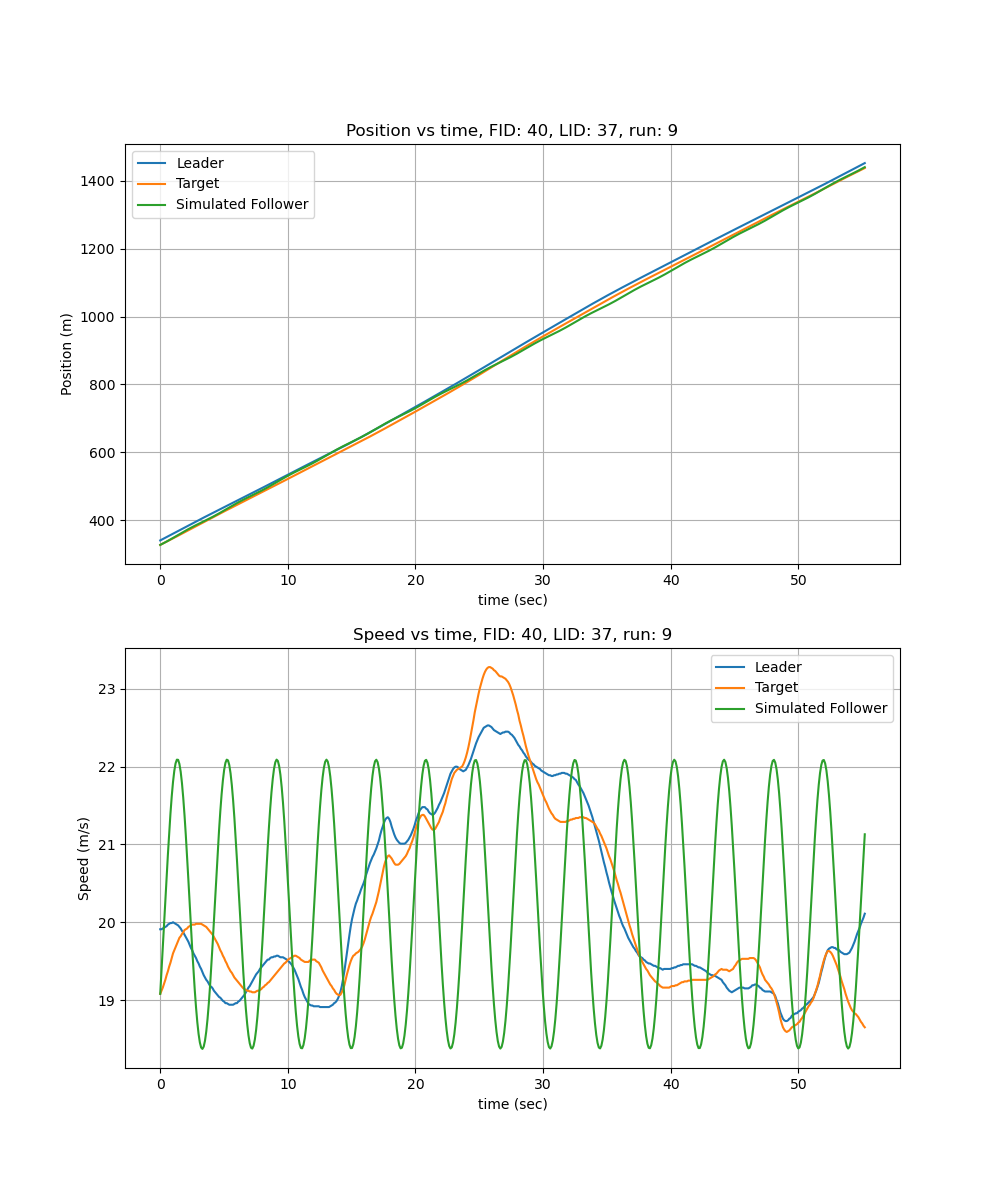 Position vs time, FID: 40, LID: 37, run: 9
Leader
Target
Simulated Follower
1400
1200
1000
800
600
400
Position (m)
0 10 20 30 40 50
time (sec)
Speed vs time, FID: 40, LID: 37, run: 9
Leader
Target
Simulated Follower
23
22
21
20
19
Speed (m/s)
0 10 20 30 40 50
time (sec)